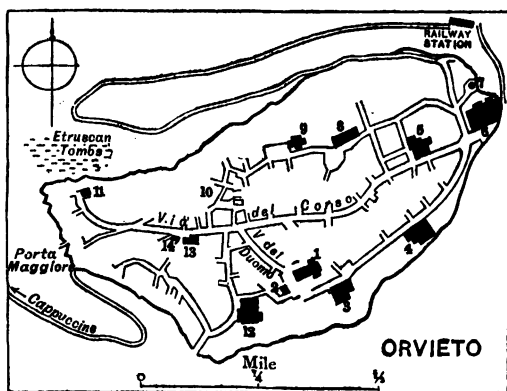 RAILWAY
STATION
7
6
Etruscan
Tombs
9
8
5
11
10
Via del Corso
14
13
V. del
Duomo
1
4
Porta
Maggiore
2
3
Cappuccine
12
ORVIETO
Mile
0
¼
½